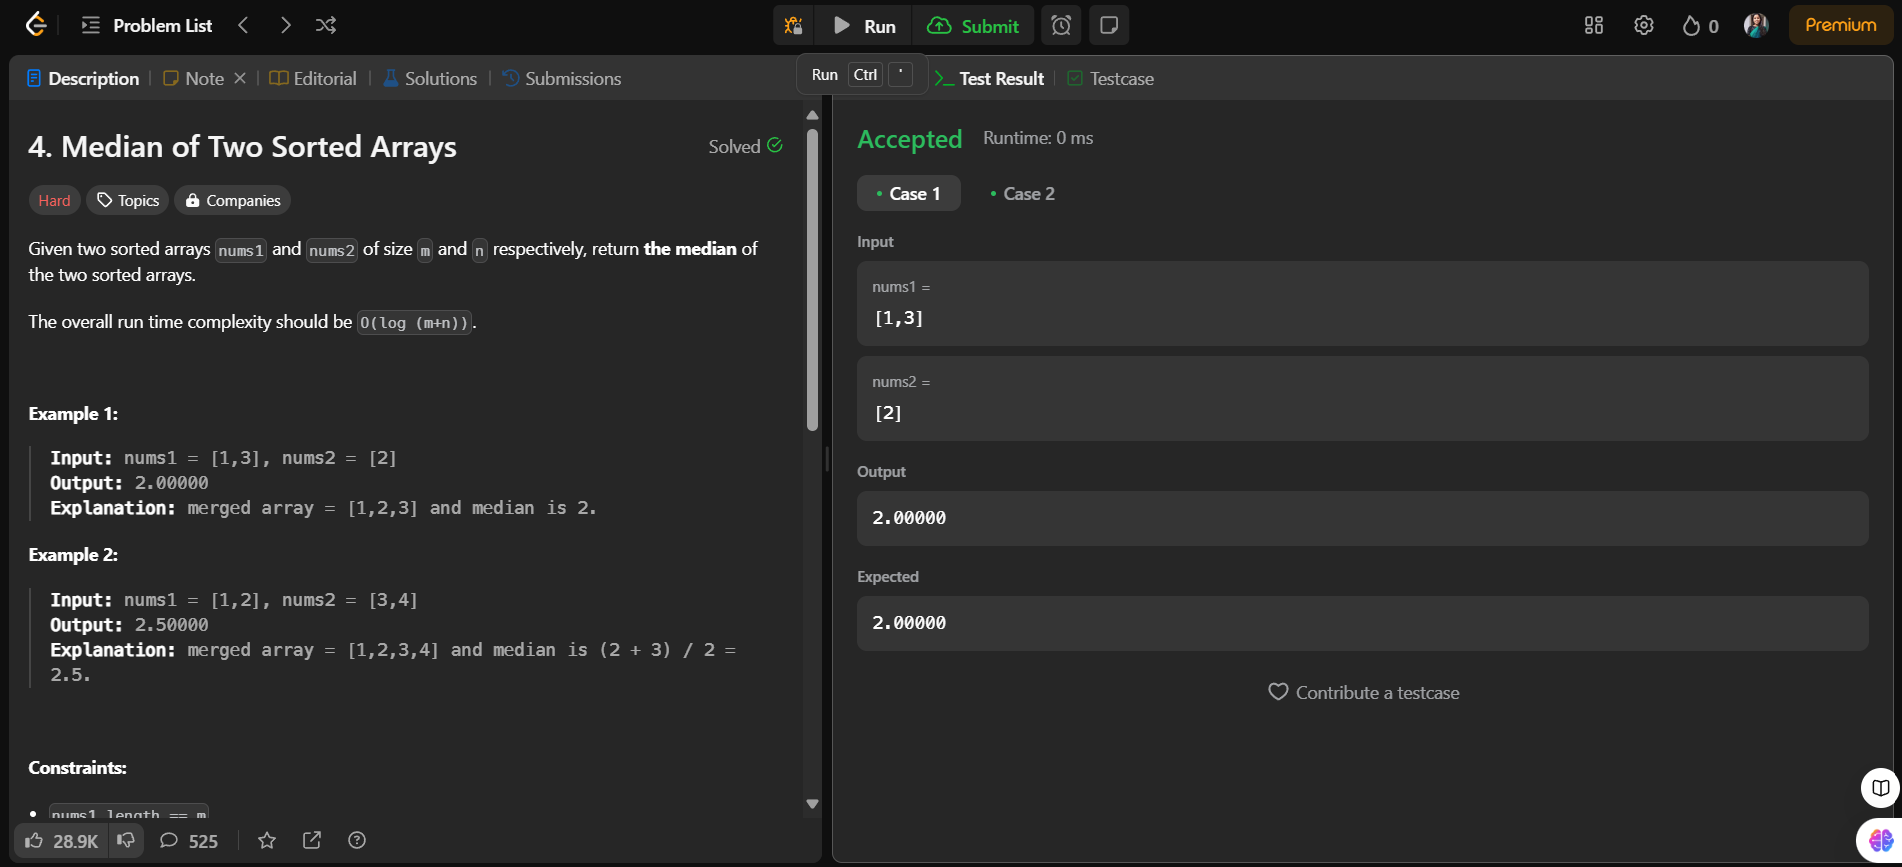 Problem List
Run
Submit
0
Premium
Description
Note
Editorial
Solutions
Submissions
Run Ctrl '
Test Result
Testcase
4. Median of Two Sorted Arrays
Solved
Hard
Topics
Companies
Given two sorted arrays nums1 and nums2 of size m and n respectively, return the median of
the two sorted arrays.
The overall run time complexity should be O(log (m+n)).
Example 1:
Input: nums1 = [1,3], nums2 = [2]
Output: 2.00000
Explanation: merged array = [1,2,3] and median is 2.
Example 2:
Input: nums1 = [1,2], nums2 = [3,4]
Output: 2.50000
Explanation: merged array = [1,2,3,4] and median is (2 + 3) / 2 =
2.5.
Constraints:
nums1.length == m
28.9K
525
Accepted
Runtime: 0 ms
• Case 1
• Case 2
Input
nums1 =
[1,3]
nums2 =
[2]
Output
2.00000
Expected
2.00000
Contribute a testcase